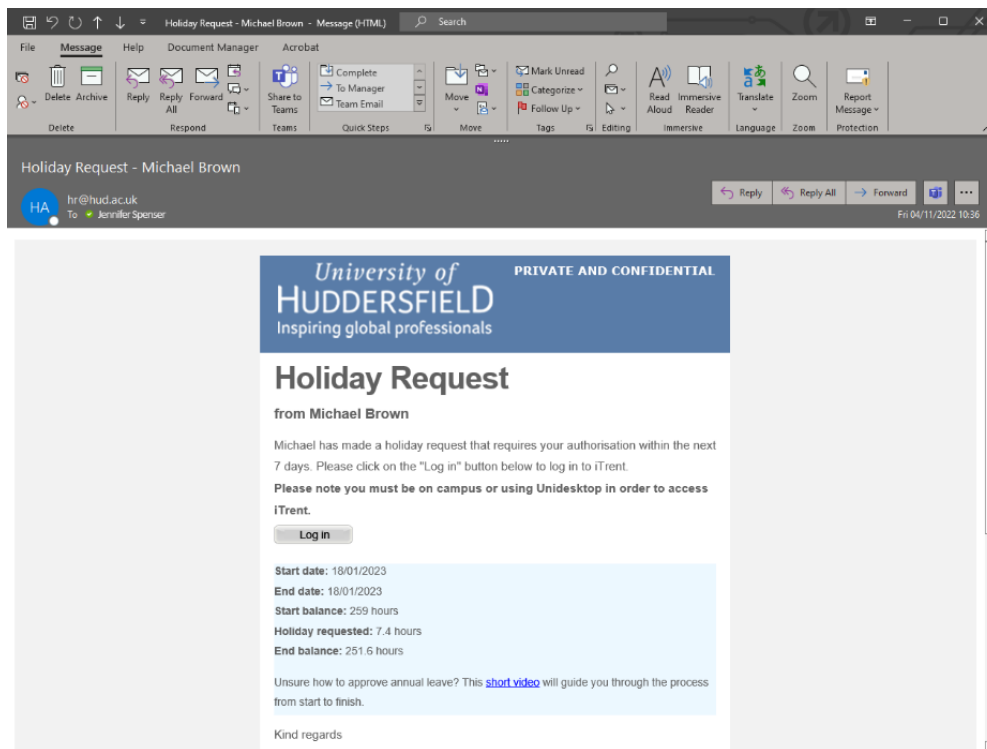 Holiday Request - Michael Brown - Message (HTML)
Search
File Message Help Document Manager Acrobat
Delete Archive
Reply Reply All Forward
Share to Teams
Complete
To Manager
Team Email
Move
Mark Unread
Categorize
Follow Up
Read Aloud Immersive Reader
Translate
Zoom
Report Message
Delete Respond Teams Quick Steps Move Tags Editing Immersive Language Zoom Protection
Holiday Request - Michael Brown
HA
hr@hud.ac.uk
To Jennifer Spenser
Reply Reply All Forward
Fri 04/11/2022 10:36
University of
HUDDERSFIELD
Inspiring global professionals
PRIVATE AND CONFIDENTIAL
Holiday Request
from Michael Brown
Michael has made a holiday request that requires your authorisation within the next
7 days. Please click on the "Log in" button below to log in to iTrent.
Please note you must be on campus or using Unidesktop in order to access
iTrent.
Log in
Start date: 18/01/2023
End date: 18/01/2023
Start balance: 259 hours
Holiday requested: 7.4 hours
End balance: 251.6 hours
Unsure how to approve annual leave? This short video will guide you through the process
from start to finish.
Kind regards